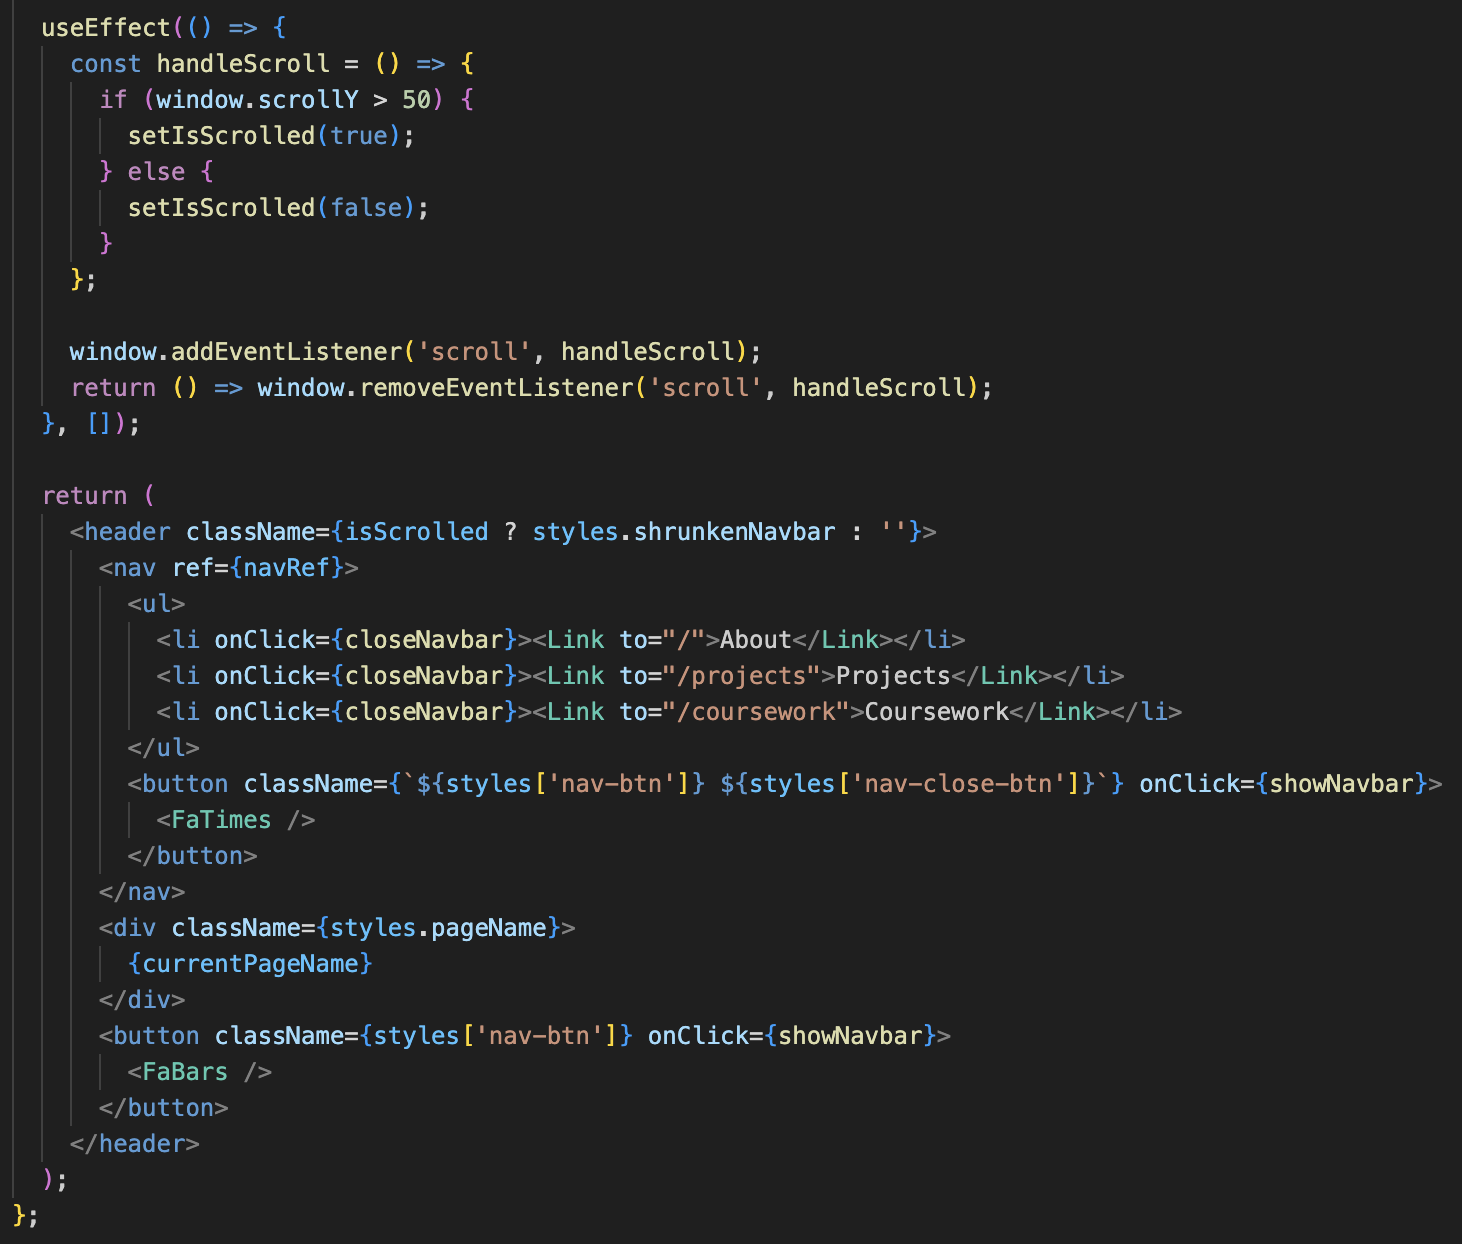 useEffect(() => {
const handleScroll = () => {
if (window.scrollY > 50) {
setIsScrolled(true);
} else {
setIsScrolled(false);
}
};
window.addEventListener('scroll', handleScroll);
return () => window.removeEventListener('scroll', handleScroll);
}, []);
return (
<header className={isScrolled ? styles.shrunkenNavbar : ''}>
<nav ref={navRef}>
<ul>
<li onClick={closeNavbar}><Link to="/">About</Link></li>
<li onClick={closeNavbar}><Link to="/projects">Projects</Link></li>
<li onClick={closeNavbar}><Link to="/coursework">Coursework</Link></li>
</ul>
<button className={`${styles['nav-btn']} ${styles['nav-close-btn']}`} onClick={showNavbar}>
<FaTimes />
</button>
</nav>
<div className={styles.pageName}>
{currentPageName}
</div>
<button className={styles['nav-btn']} onClick={showNavbar}>
<FaBars />
</button>
</header>
);
};